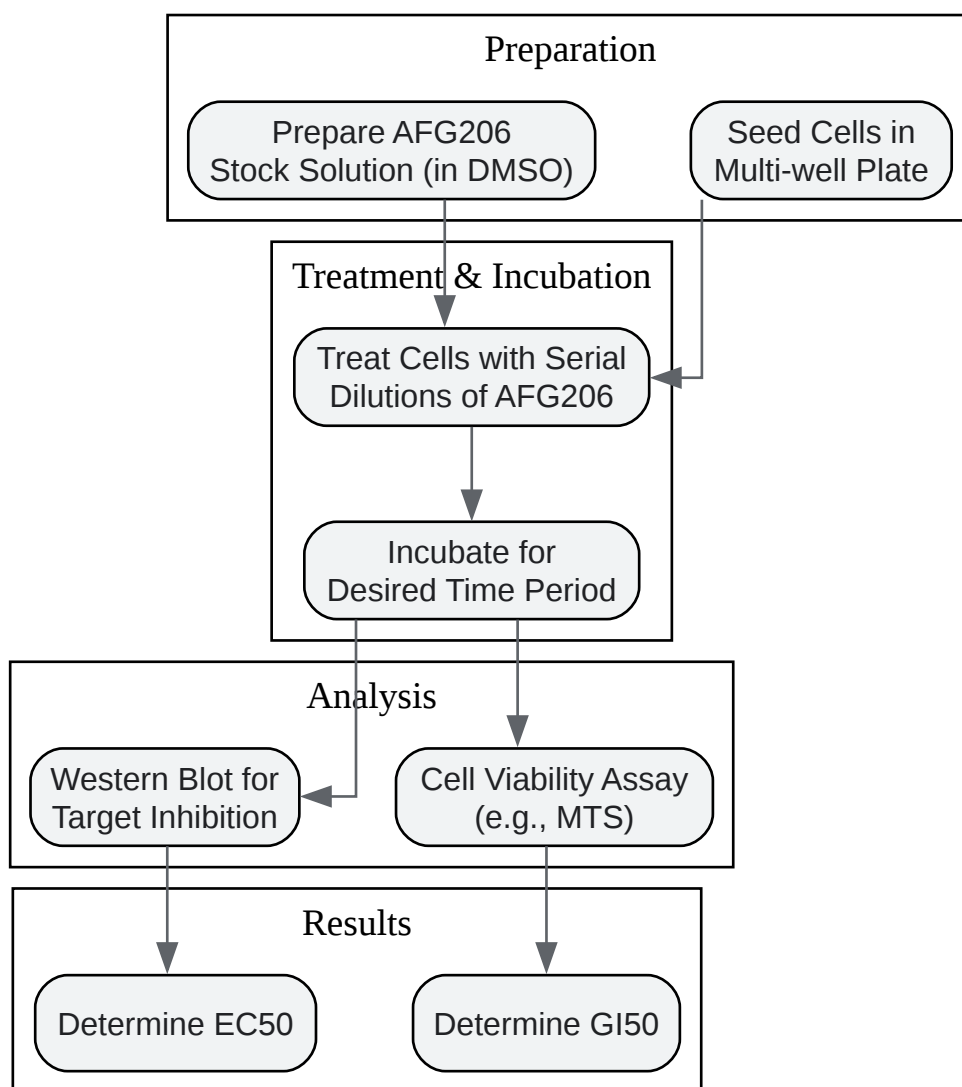 Preparation
Prepare AFG206
Stock Solution (in DMSO)
Seed Cells in
Multi-well Plate
Treatment & Incubation
Treat Cells with Serial
Dilutions of AFG206
Incubate for
Desired Time Period
Analysis
Western Blot for
Target Inhibition
Cell Viability Assay
(e.g., MTS)
Results
Determine EC50
Determine GI50